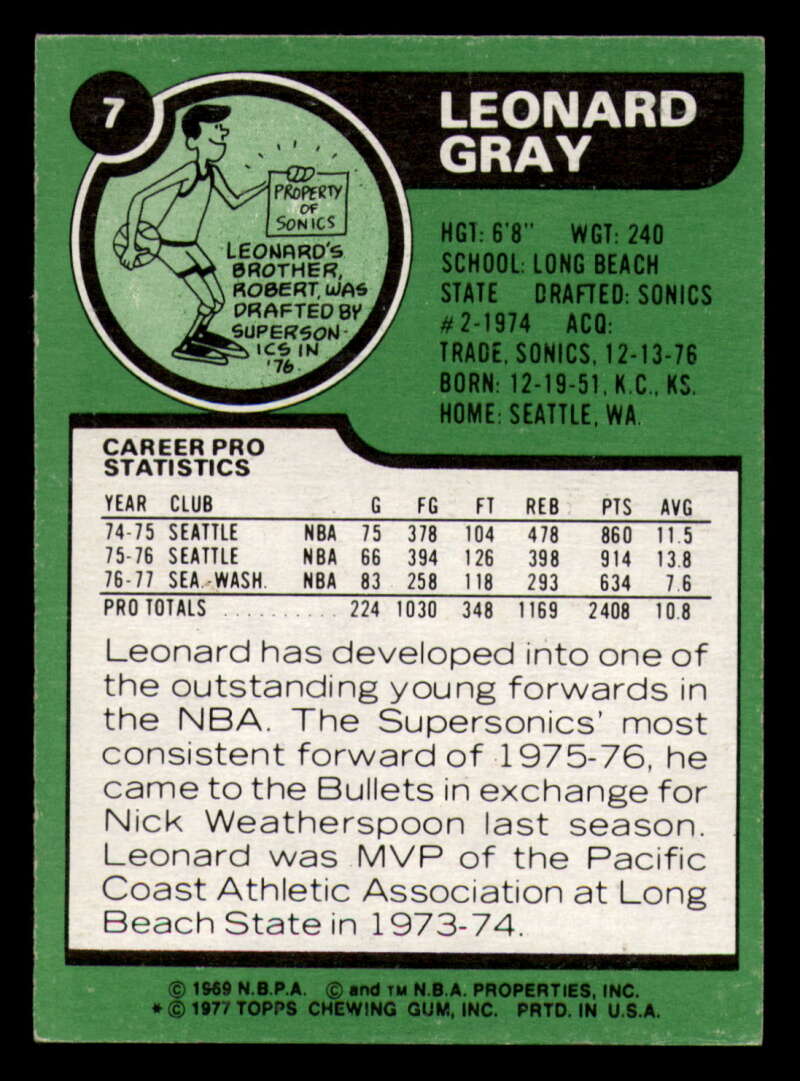 7
LEONARD
GRAY
PROPERTY
OF
SONICS
LEONARD'S
BROTHER,
ROBERT, WAS
DRAFTED BY
SUPERSON-
ICS IN
'76.
HGT: 6'8" WGT: 240
SCHOOL: LONG BEACH
STATE DRAFTED: SONICS
#2-1974 ACQ:
TRADE, SONICS, 12-13-76
BORN: 12-19-51, K.C., KS.
HOME: SEATTLE, WA.
CAREER PRO
STATISTICS
YEAR CLUB G FG FT REB PTS AVG
74-75 SEATTLE NBA 75 378 104 478 860 11.5
75-76 SEATTLE NBA 66 394 126 398 914 13.8
76-77 SEA.-WASH. NBA 83 258 118 293 634 7.6
PRO TOTALS .......... 224 1030 348 1169 2408 10.8
Leonard has developed into one of
the outstanding young forwards in
the NBA. The Supersonics' most
consistent forward of 1975-76, he
came to the Bullets in exchange for
Nick Weatherspoon last season.
Leonard was MVP of the Pacific
Coast Athletic Association at Long
Beach State in 1973-74.
© 1969 N.B.P.A. © and TM N.B.A. PROPERTIES, INC.
* © 1977 TOPPS CHEWING GUM, INC. PRTD. IN U.S.A.